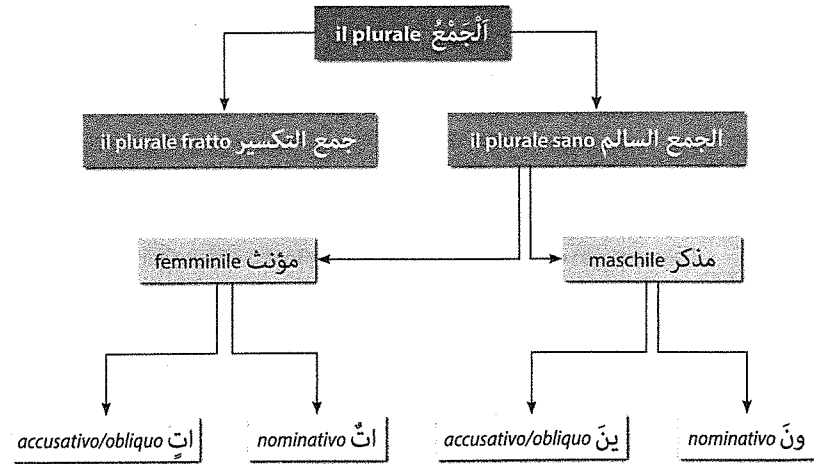 il plurale اَلْجَمْعُ
il plurale fratto جمع التكسير
il plurale sano الجمع السالم
femminile مؤنث
maschile مذكر
accusativo/obliquo اتٍ
nominativo اتٌ
accusativo/obliquo ينَ
nominativo ونَ